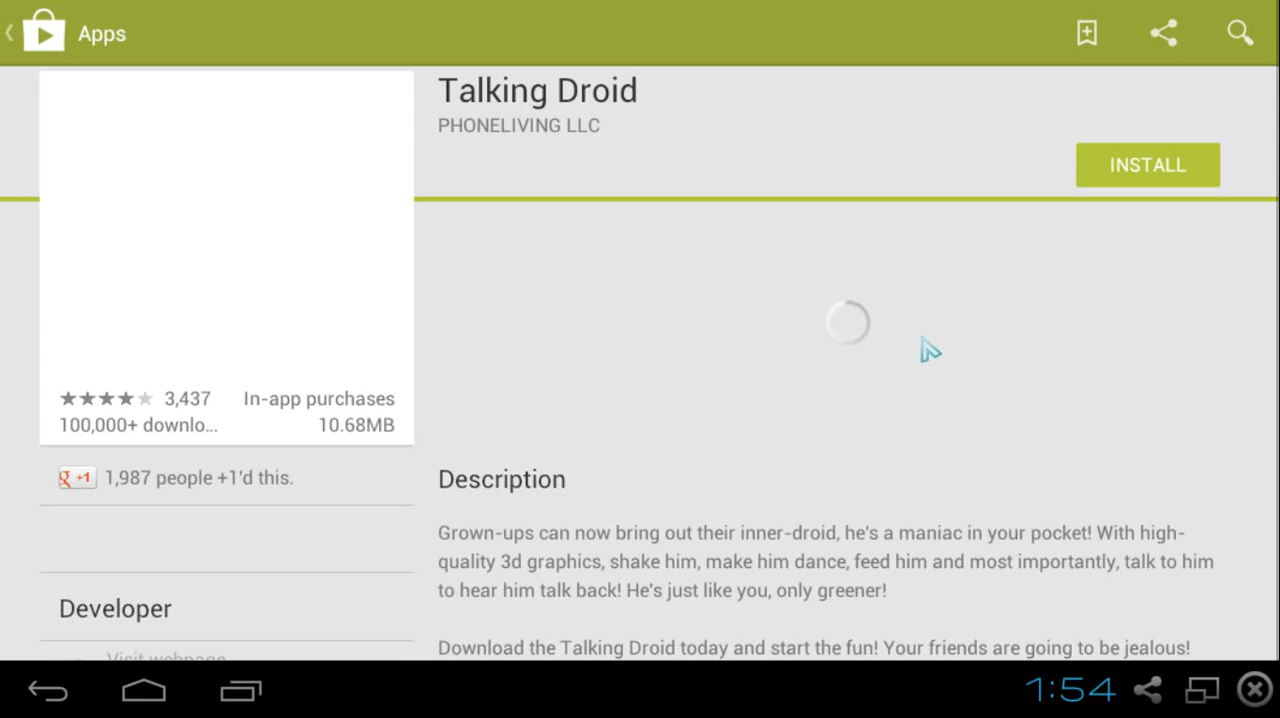 Apps
Talking Droid
PHONELIVING LLC
INSTALL
3,437 In-app purchases
100,000+ downlo... 10.68MB
g +1 1,987 people +1'd this.
Developer
Visit webpage
Description
Grown-ups can now bring out their inner-droid, he's a maniac in your pocket! With high-
quality 3d graphics, shake him, make him dance, feed him and most importantly, talk to him
to hear him talk back! He's just like you, only greener!
Download the Talking Droid today and start the fun! Your friends are going to be jealous!
1:54